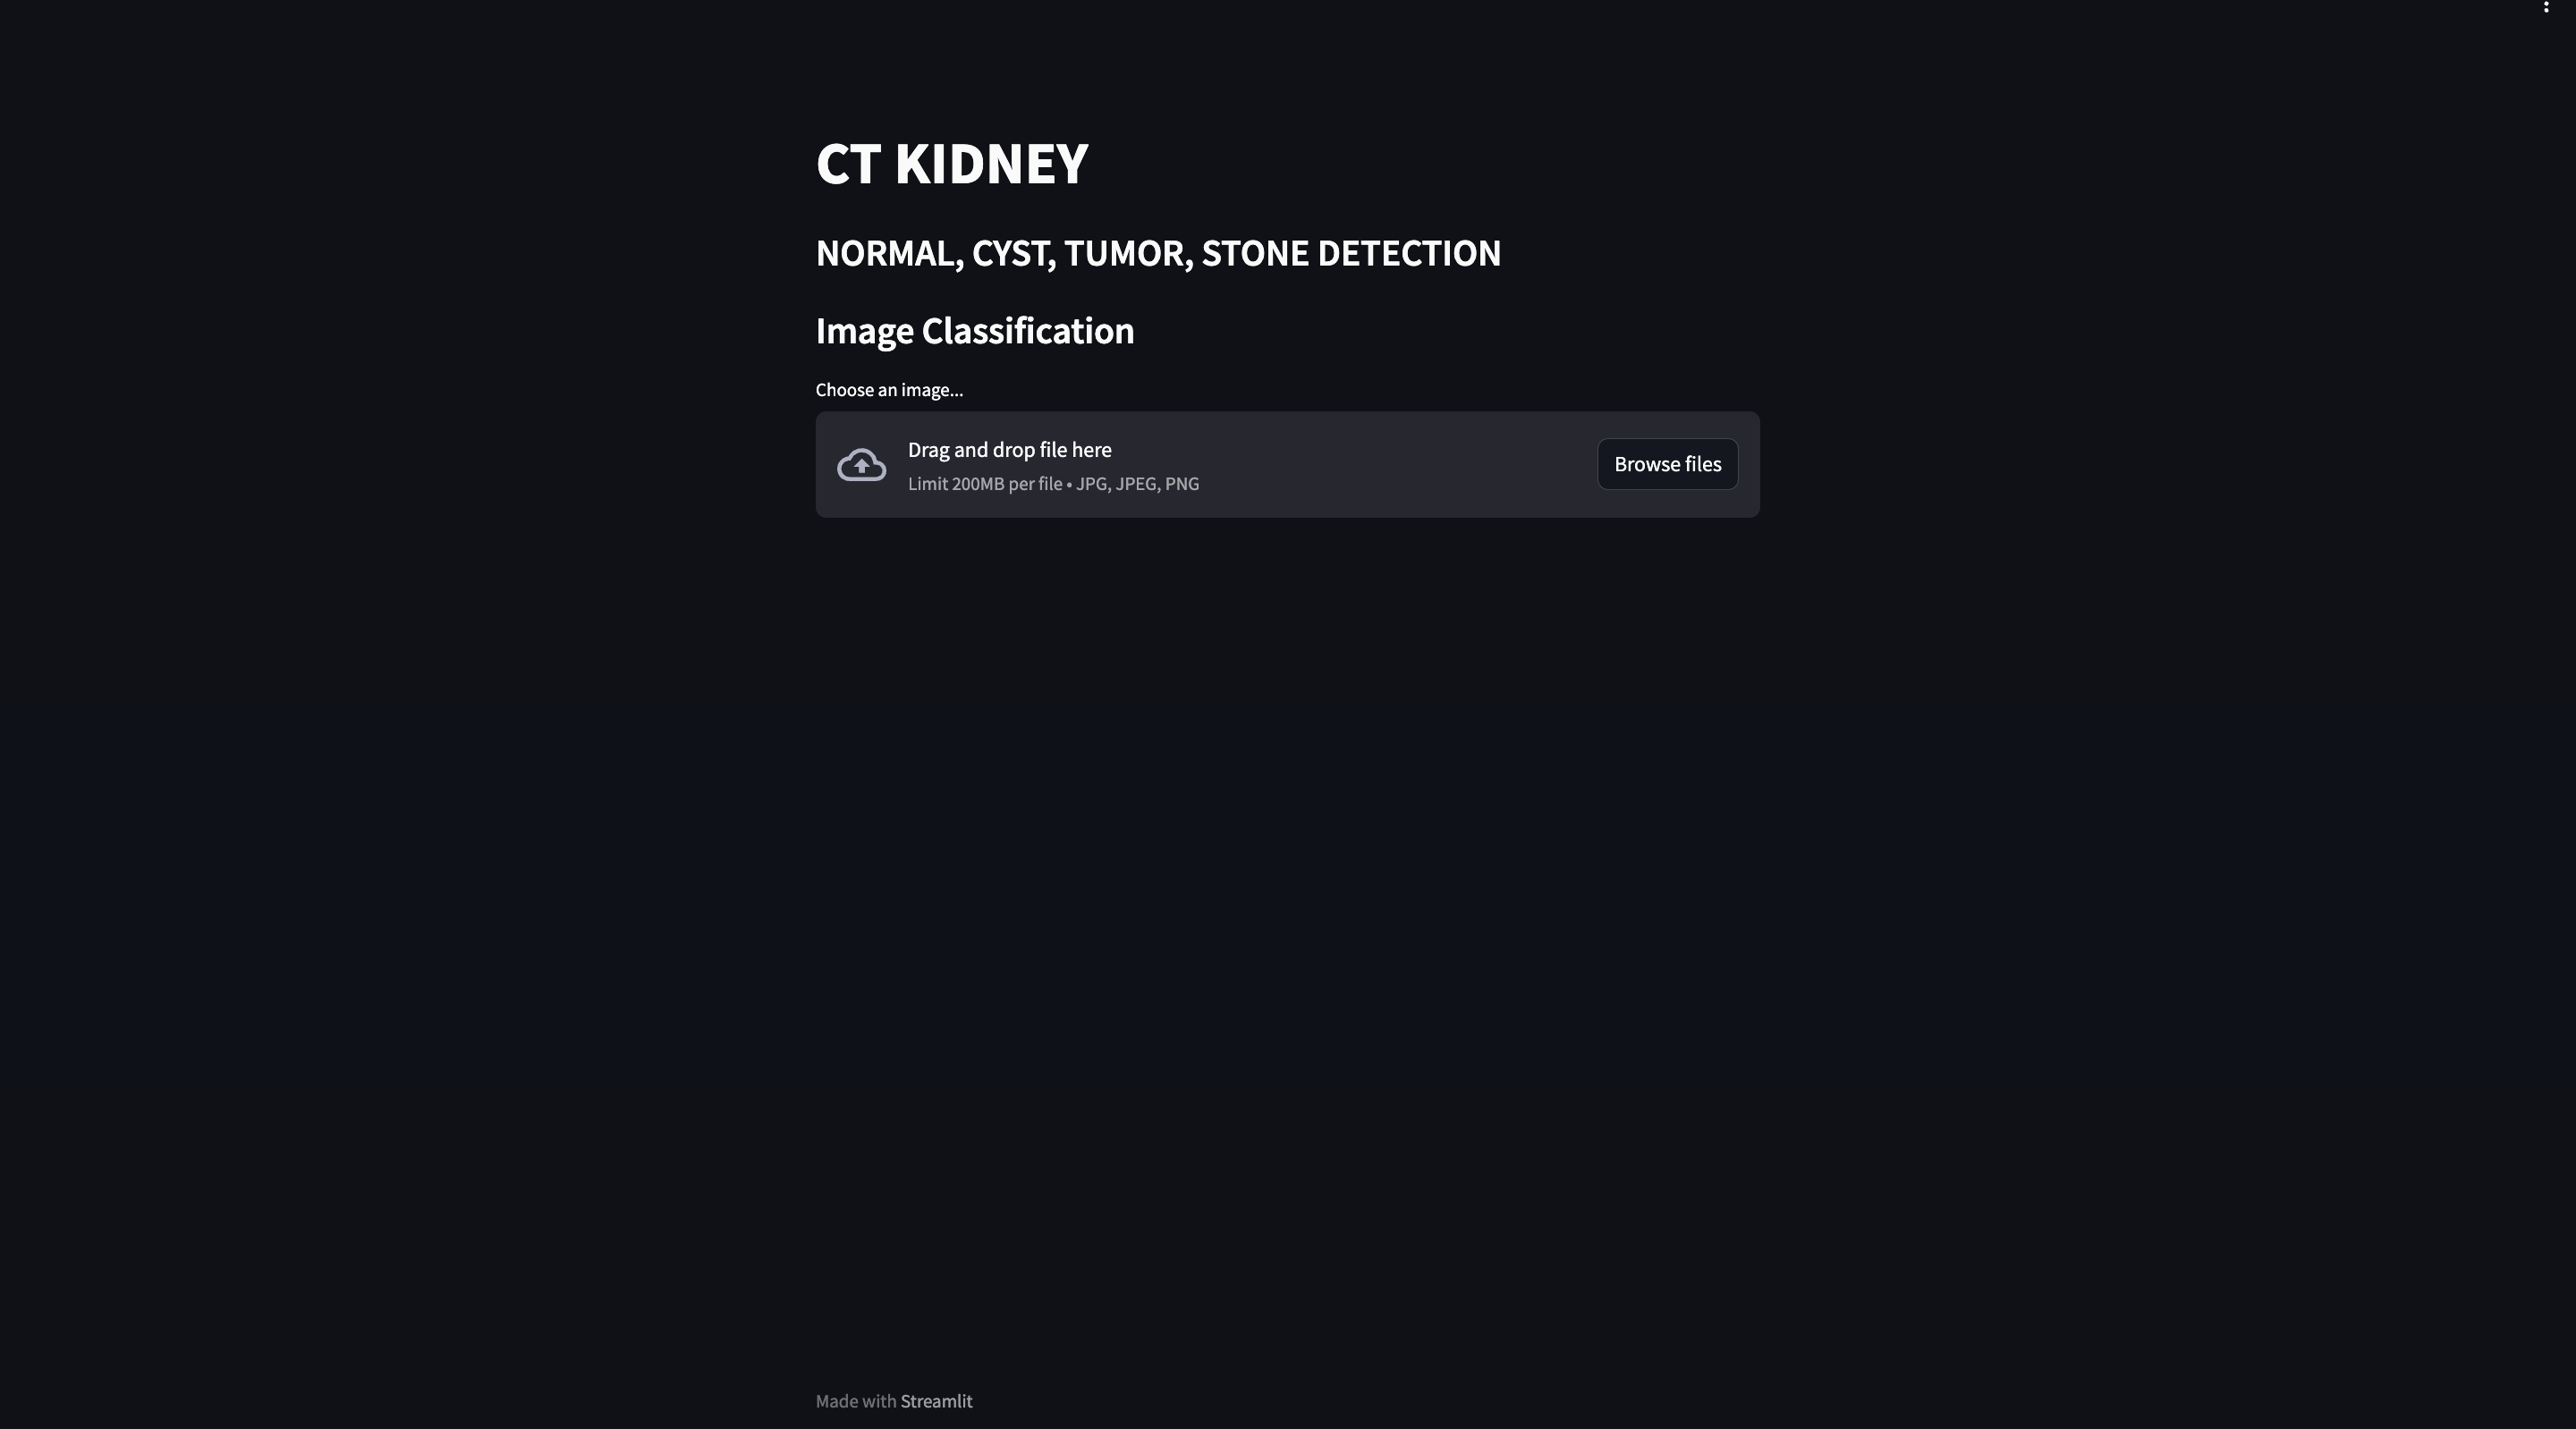 CT KIDNEY
NORMAL, CYST, TUMOR, STONE DETECTION
Image Classification
Choose an image...
Drag and drop file here
Limit 200MB per file • JPG, JPEG, PNG
Browse files
Made with Streamlit